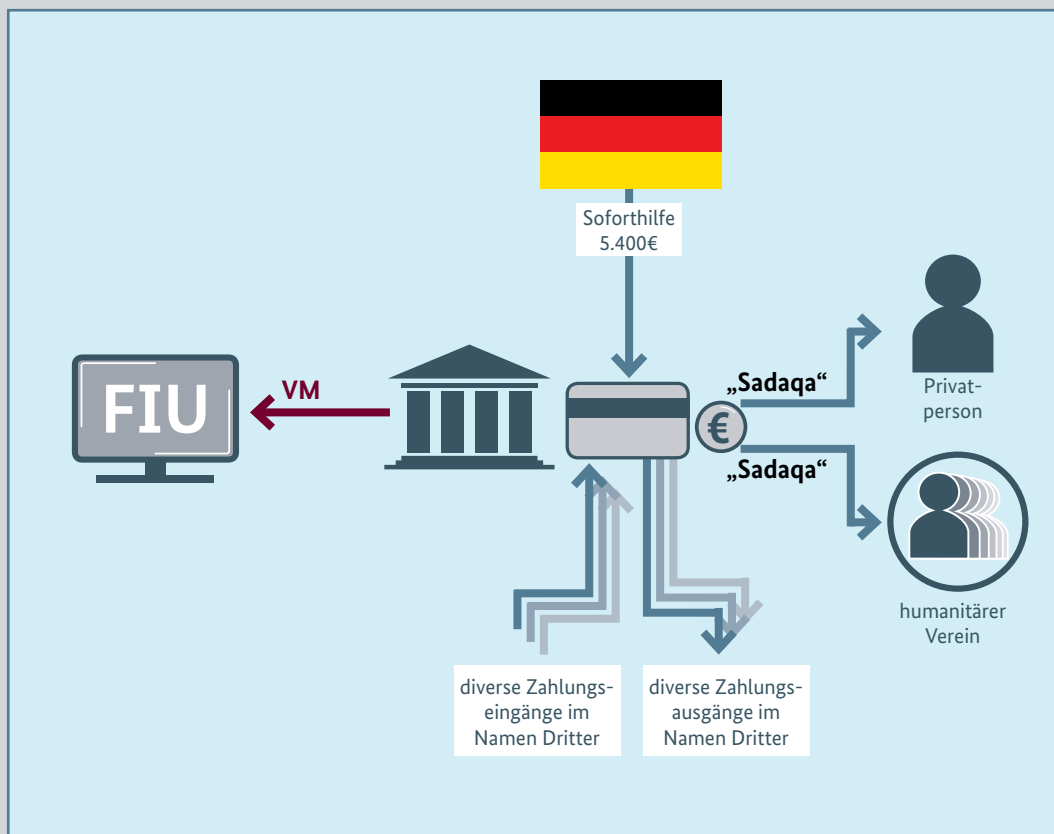 Soforthilfe
5.400€
„Sadaqa“
Privat-
person
VM
FIU
€
„Sadaqa“
humanitärer
Verein
diverse Zahlungs-
eingänge im
Namen Dritter
diverse Zahlungs-
ausgänge im
Namen Dritter